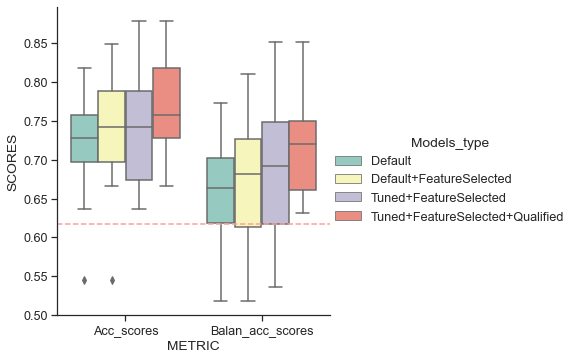 0.85
0.80
0.75
0.70
0.65
0.60
0.55
0.50
SCORES
Acc_scores
Balan_acc_scores
METRIC
Models_type
Default
Default+FeatureSelected
Tuned+FeatureSelected
Tuned+FeatureSelected+Qualified